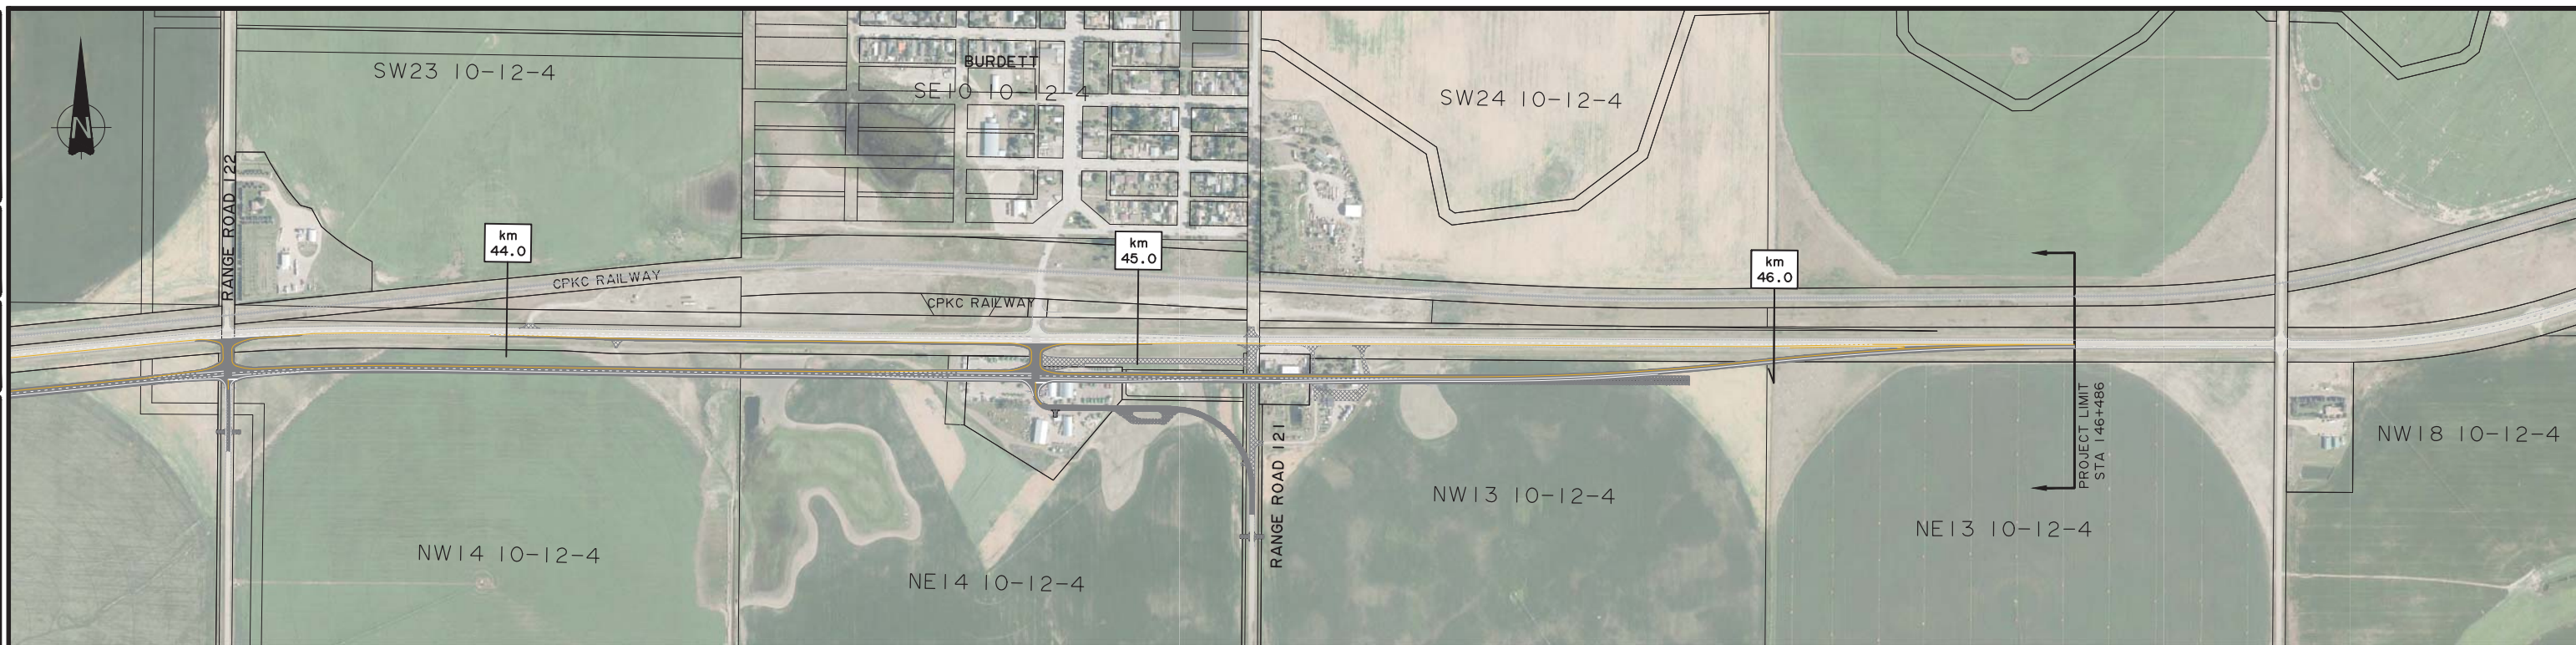 SW23 10-12-4
BURDETT
SE10 10-12-4
SW24 10-12-4
N
RANGE ROAD 122
km
44.0
km
45.0
km
46.0
CPKC RAILWAY
CPKC RAILWAY
PROJECT LIMIT
STA 146+486
RANGE ROAD 121
NW18 10-12-4
NW13 10-12-4
NE13 10-12-4
NW14 10-12-4
NE14 10-12-4